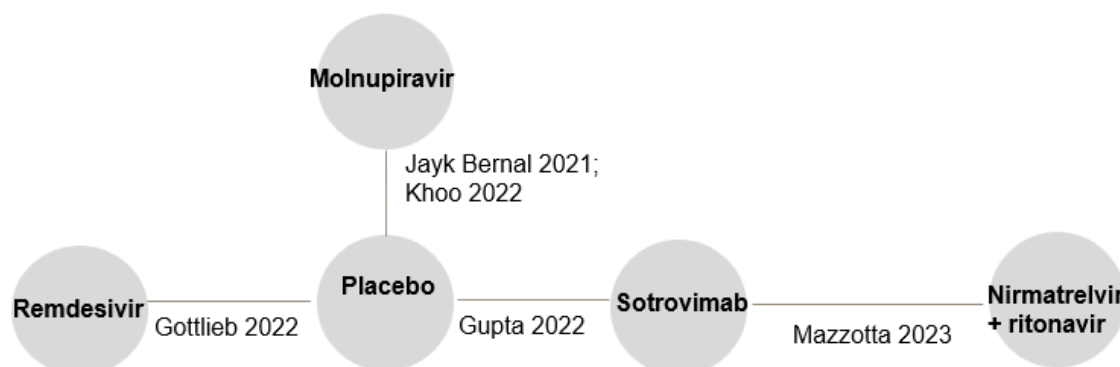 Molnupiravir
Jayk Bernal 2021;
Khoo 2022
Remdesivir
Gottlieb 2022
Placebo
Gupta 2022
Sotrovimab
Mazzotta 2023
Nirmatrelvir
+ ritonavir